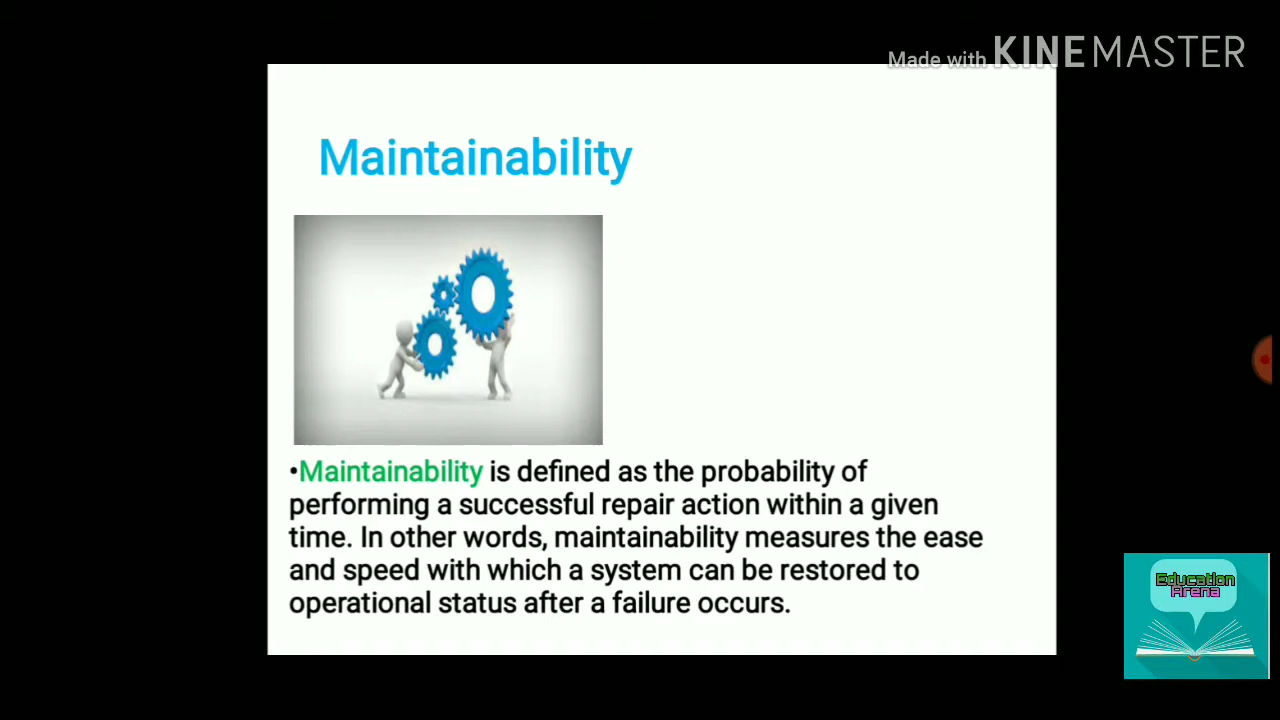 Made with KINEMASTER
Maintainability
•Maintainability is defined as the probability of
performing a successful repair action within a given
time. In other words, maintainability measures the ease
and speed with which a system can be restored to
operational status after a failure occurs.
Education
Arena